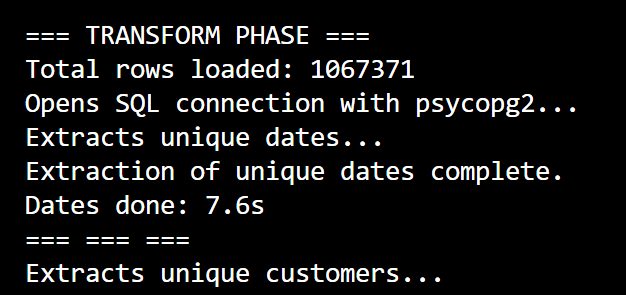 === TRANSFORM PHASE ===
Total rows loaded: 1067371
Opens SQL connection with psycopg2...
Extracts unique dates...
Extraction of unique dates complete.
Dates done: 7.6s
=== === ===
Extracts unique customers...